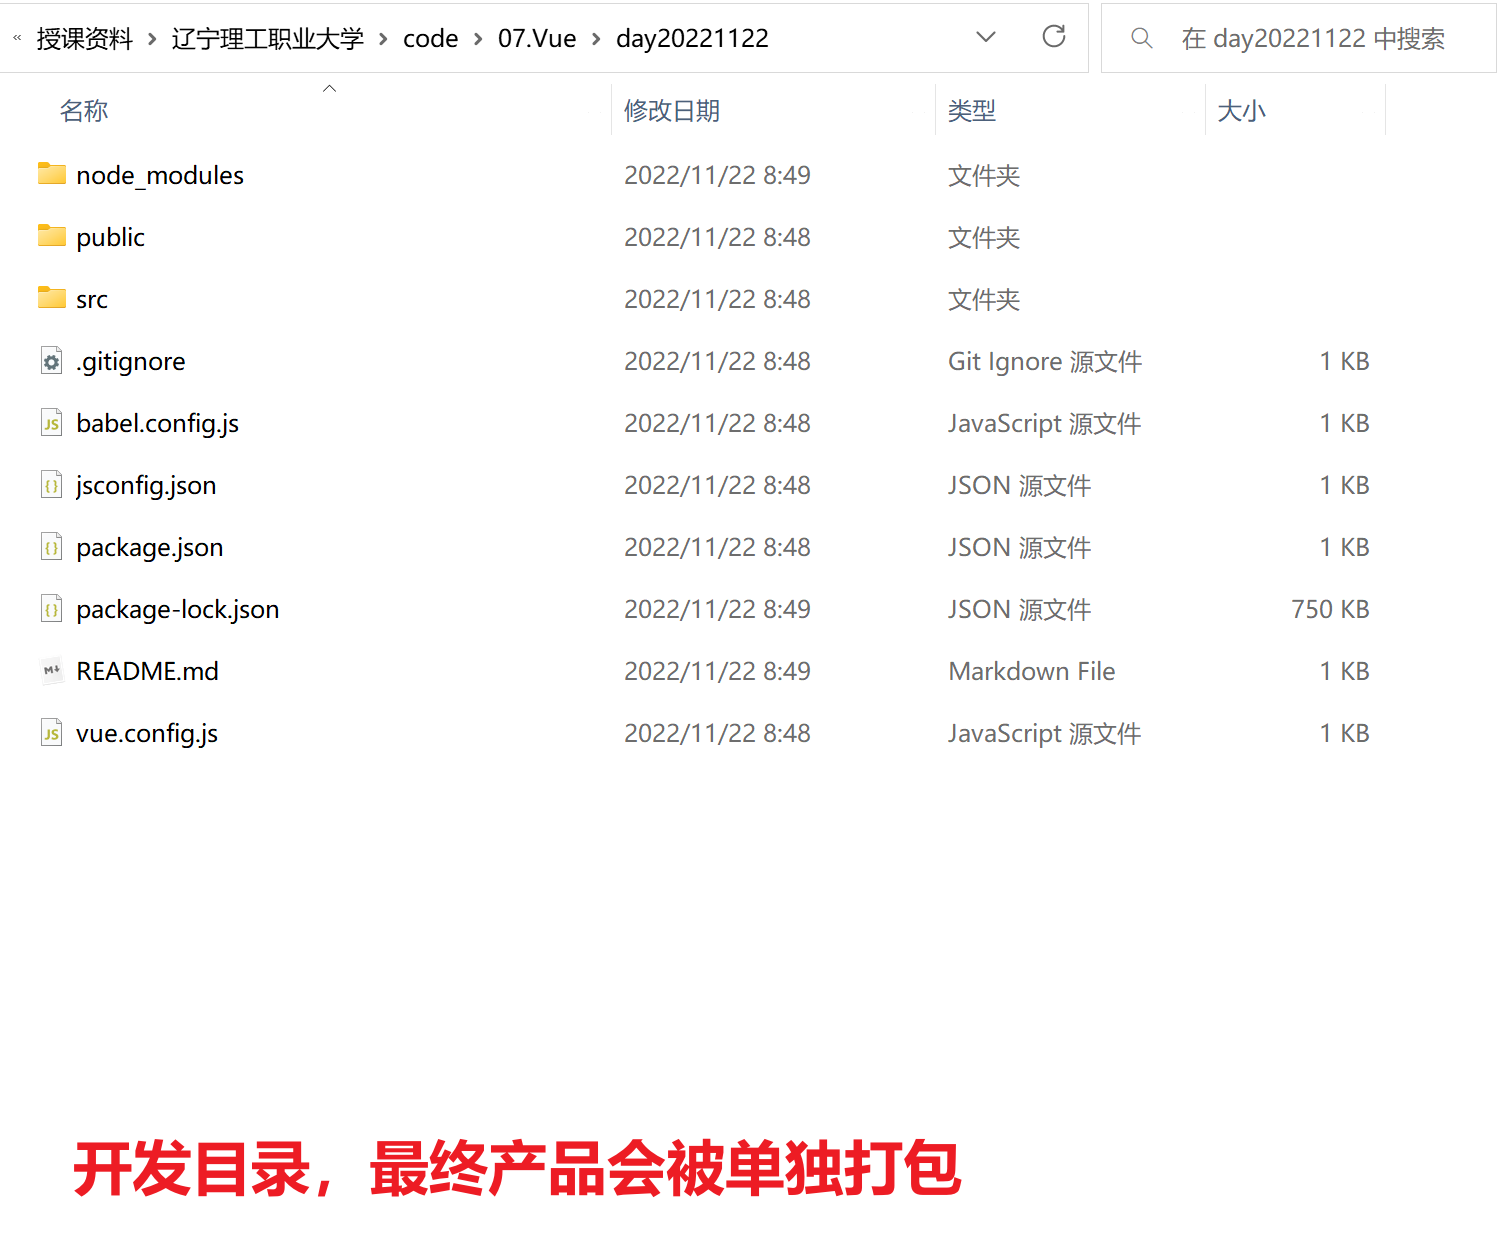 « 授课资料 > 辽宁理工职业大学 > code > 07.Vue > day20221122 在 day20221122 中搜索
名称 修改日期 类型 大小
node_modules 2022/11/22 8:49 文件夹
public 2022/11/22 8:48 文件夹
src 2022/11/22 8:48 文件夹
.gitignore 2022/11/22 8:48 Git Ignore 源文件 1 KB
JS babel.config.js 2022/11/22 8:48 JavaScript 源文件 1 KB
{} jsconfig.json 2022/11/22 8:48 JSON 源文件 1 KB
{} package.json 2022/11/22 8:48 JSON 源文件 1 KB
{} package-lock.json 2022/11/22 8:49 JSON 源文件 750 KB
M↓ README.md 2022/11/22 8:49 Markdown File 1 KB
JS vue.config.js 2022/11/22 8:48 JavaScript 源文件 1 KB
开发目录，最终产品会被单独打包